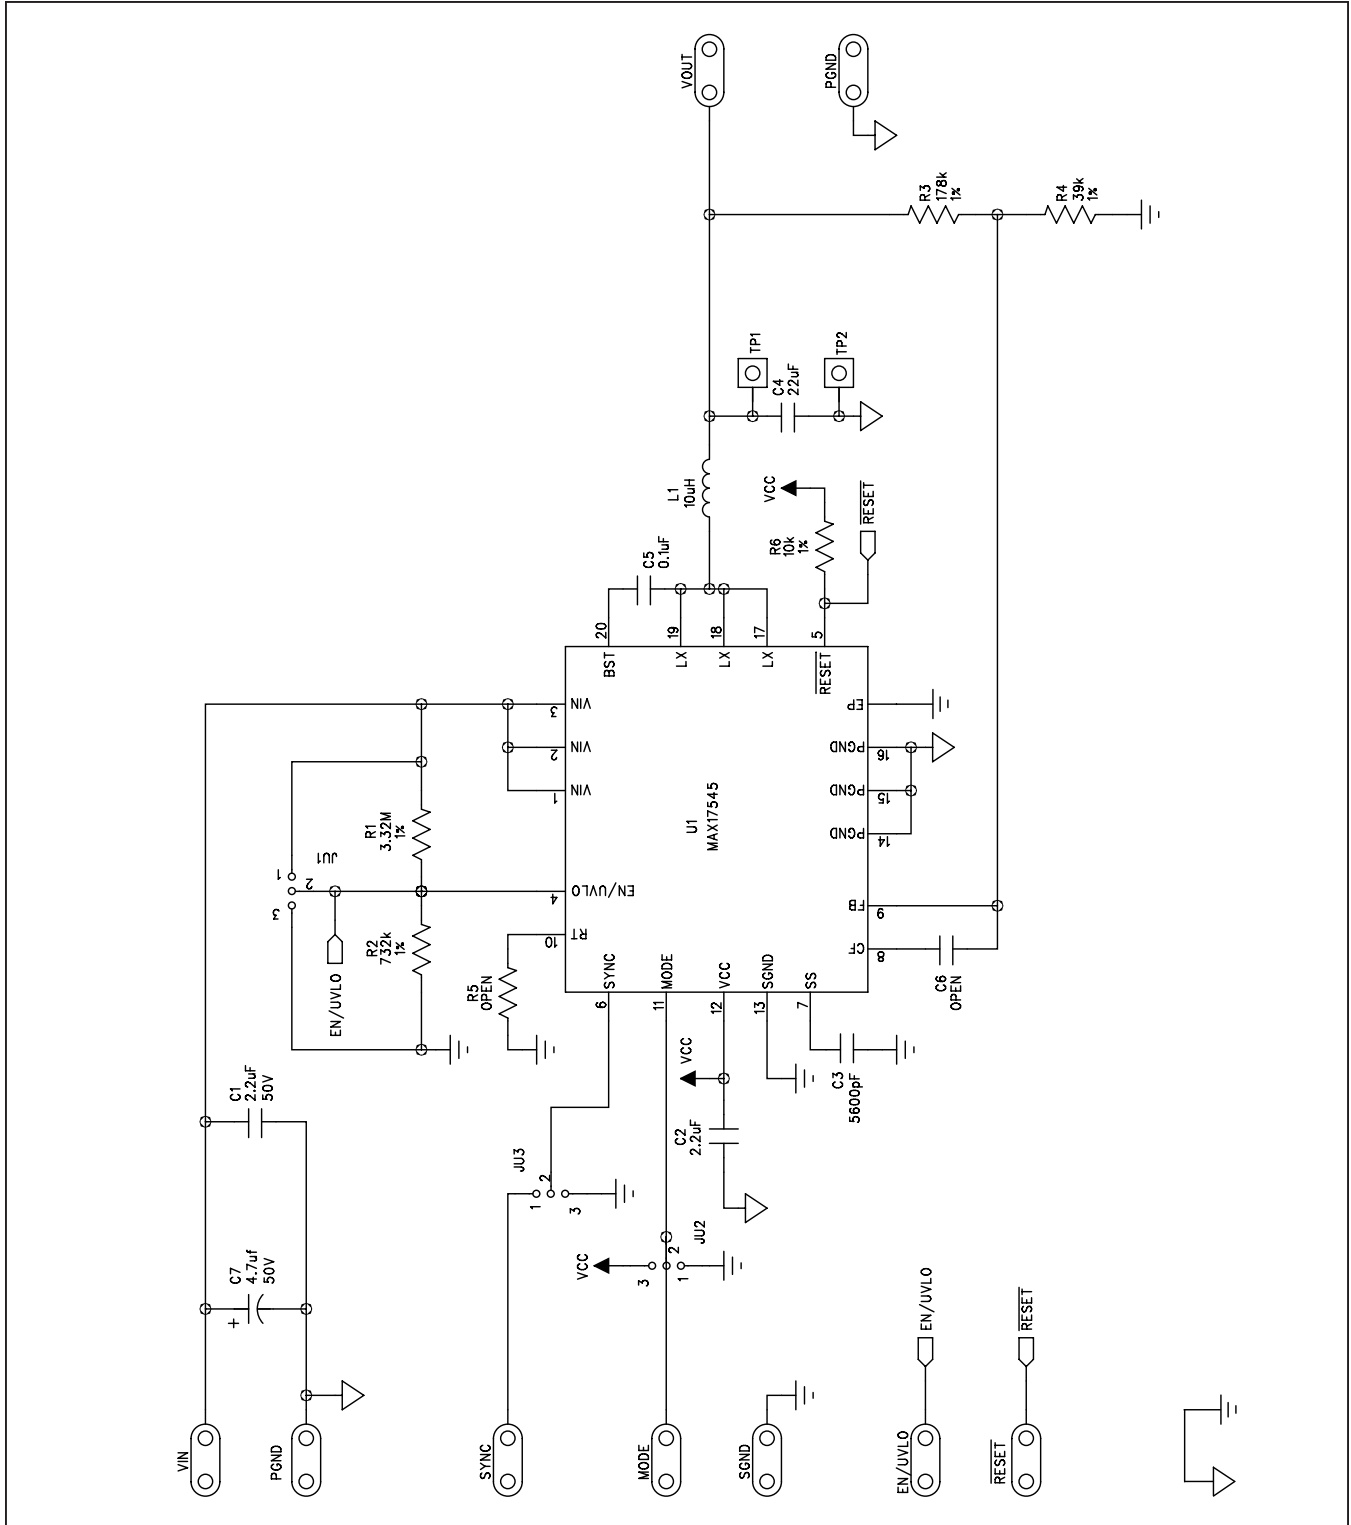 VIN
PGND
C7
4.7uf
50V
+
C1
2.2uF
50V
JU1
1
2
3
EN/UVLO
R1
3.32M
1%
R2
732k
1%
R5
OPEN
SYNC
JU3
1
2
3
MODE
VCC
JU2
3
2
1
SGND
VCC
C2
2.2uF
C3
5600pF
EN/UVLO
EN/UVLO
RESET
RESET
U1
MAX17545
3
VIN
2
VIN
1
VIN
4
EN/UVLO
10
RT
6
SYNC
11
MODE
12
VCC
13
SGND
7
SS
20
BST
19
LX
18
LX
17
LX
5
RESET
EP
16
PGND
15
PGND
14
PGND
9
FB
8
CF
C6
OPEN
C5
0.1uF
L1
10uH
VCC
R6
10k
1%
RESET
C4
22uF
TP1
TP2
R3
178k
1%
R4
39k
1%
VOUT
PGND